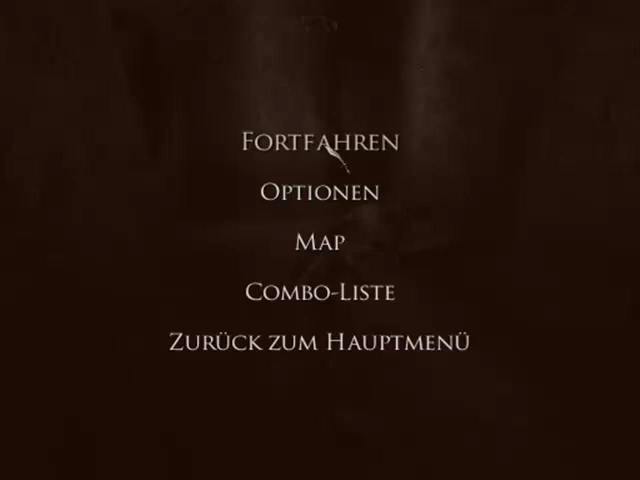 Fortfahren
Optionen
Map
Combo-Liste
Zurück zum Hauptmenü